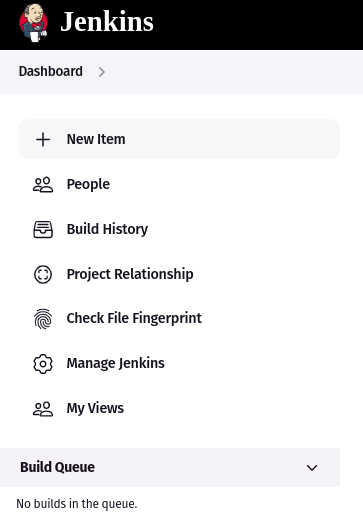 Jenkins
Dashboard
New Item
People
Build History
Project Relationship
Check File Fingerprint
Manage Jenkins
My Views
Build Queue
No builds in the queue.